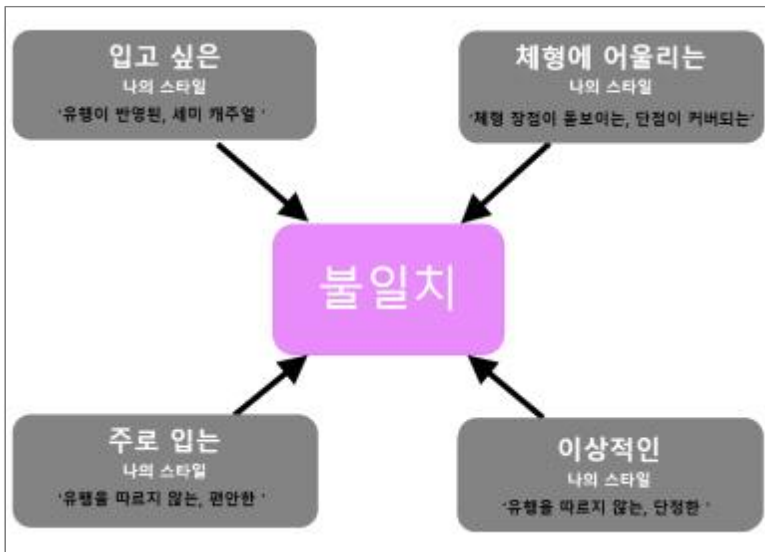 입고 싶은
나의 스타일
'유행이 반영된, 세미 캐주얼 '
체형에 어울리는
나의 스타일
'체형 장점이 돋보이는, 단점이 커버되는'
불일치
주로 입는
나의 스타일
'유행을 따르지 않는, 편안한 '
이상적인
나의 스타일
'유행을 따르지 않는, 단정한 '